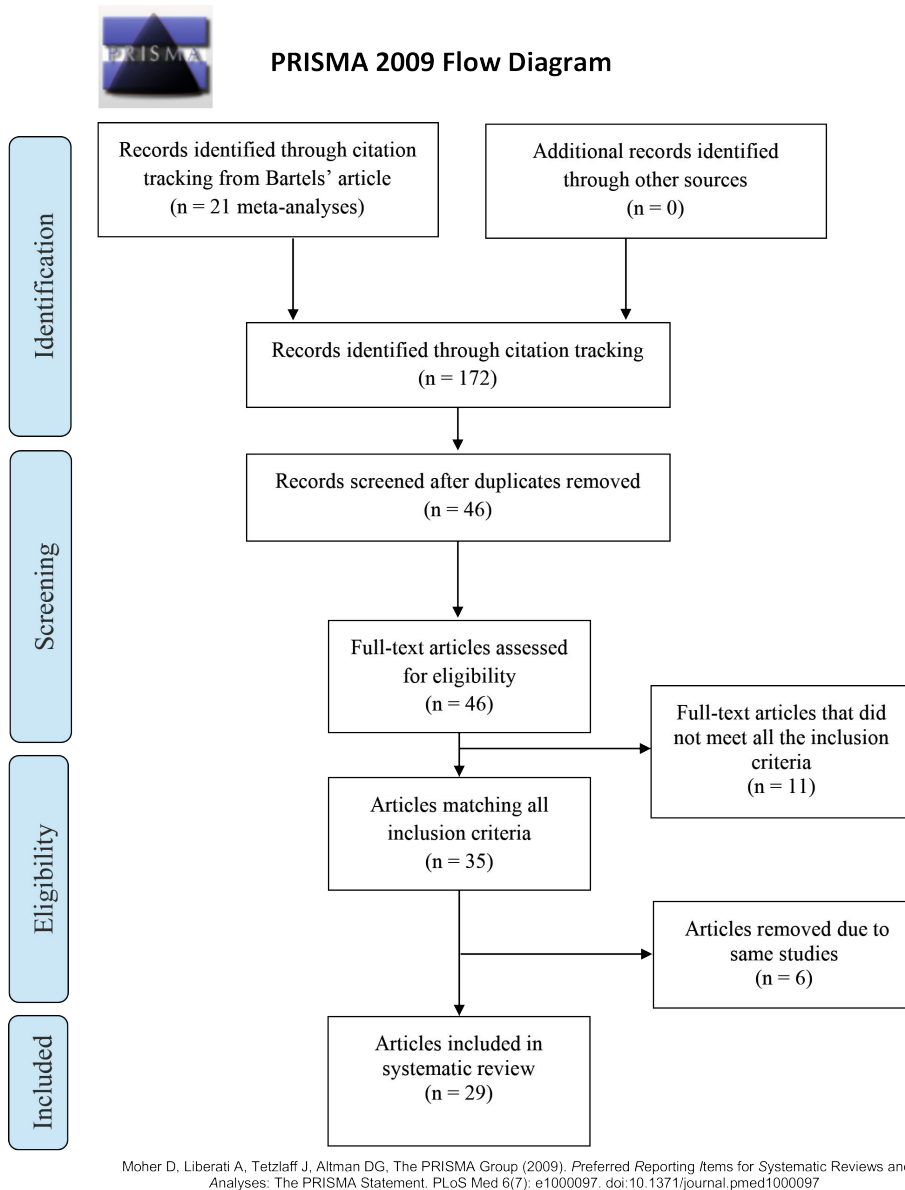 PRISMA
PRISMA 2009 Flow Diagram
Identification
Records identified through citation
tracking from Bartels' article
(n = 21 meta-analyses)
Additional records identified
through other sources
(n = 0)
Records identified through citation tracking
(n = 172)
Screening
Records screened after duplicates removed
(n = 46)
Full-text articles assessed
for eligibility
(n = 46)
Full-text articles that did
not meet all the inclusion
criteria
(n = 11)
Eligibility
Articles matching all
inclusion criteria
(n = 35)
Articles removed due to
same studies
(n = 6)
Included
Articles included in
systematic review
(n = 29)
Moher D, Liberati A, Tetzlaff J, Altman DG, The PRISMA Group (2009). Preferred Reporting Items for Systematic Reviews an
Analyses: The PRISMA Statement. PLoS Med 6(7): e1000097. doi:10.1371/journal.pmed1000097